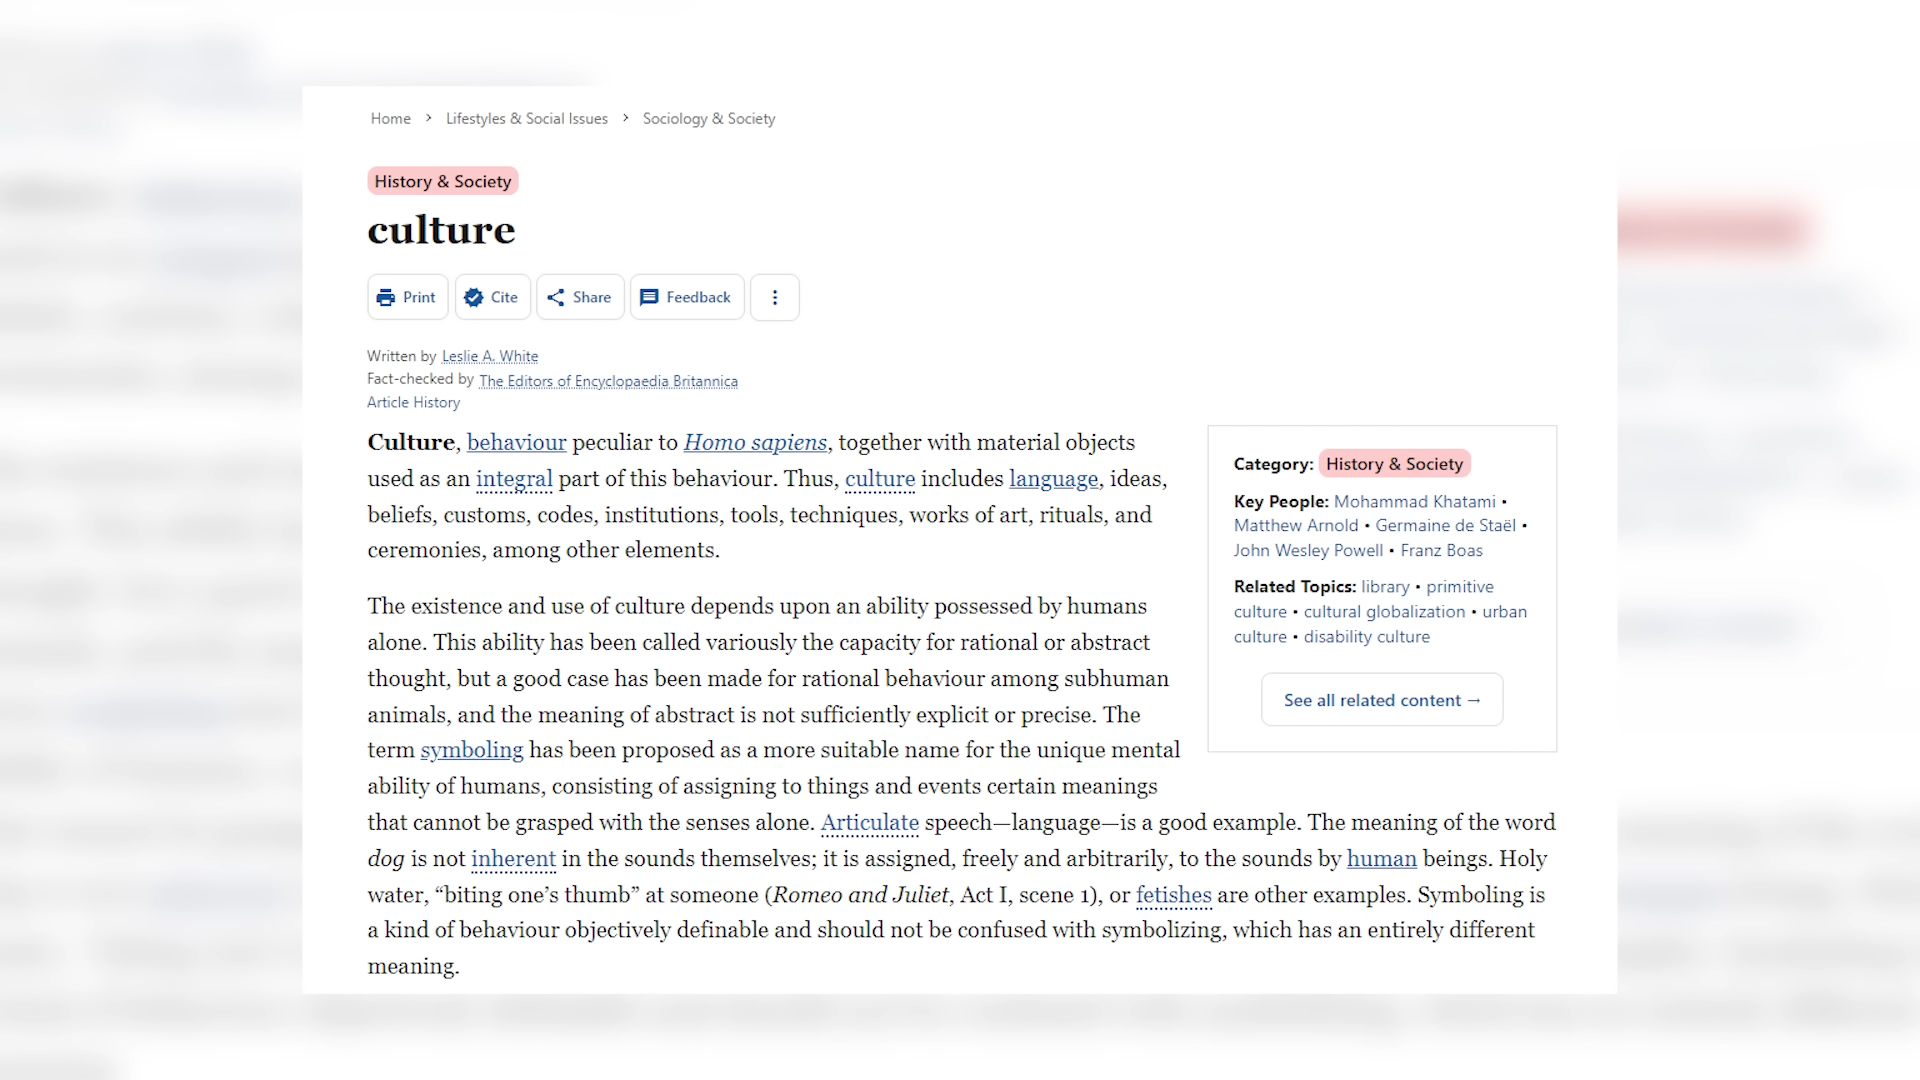 Home > Lifestyles & Social Issues > Sociology & Society
History & Society
culture
Print Cite Share Feedback
Written by Leslie A. White
Fact-checked by The Editors of Encyclopaedia Britannica
Article History
Culture, behaviour peculiar to Homo sapiens, together with material objects
used as an integral part of this behaviour. Thus, culture includes language, ideas,
beliefs, customs, codes, institutions, tools, techniques, works of art, rituals, and
ceremonies, among other elements.
The existence and use of culture depends upon an ability possessed by humans
alone. This ability has been called variously the capacity for rational or abstract
thought, but a good case has been made for rational behaviour among subhuman
animals, and the meaning of abstract is not sufficiently explicit or precise. The
term symboling has been proposed as a more suitable name for the unique mental
ability of humans, consisting of assigning to things and events certain meanings
that cannot be grasped with the senses alone. Articulate speech—language—is a good example. The meaning of the word
dog is not inherent in the sounds themselves; it is assigned, freely and arbitrarily, to the sounds by human beings. Holy
water, “biting one’s thumb” at someone (Romeo and Juliet, Act I, scene 1), or fetishes are other examples. Symboling is
a kind of behaviour objectively definable and should not be confused with symbolizing, which has an entirely different
meaning.
Category: History & Society
Key People: Mohammad Khatami •
Matthew Arnold • Germaine de Staël •
John Wesley Powell • Franz Boas
Related Topics: library • primitive
culture • cultural globalization • urban
culture • disability culture
See all related content →